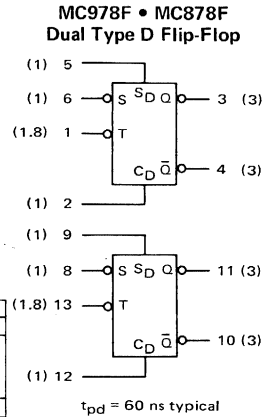 MC978F • MC878F
Dual Type D Flip-Flop
(1) 5
(1) 6 S S_D Q 3 (3)
(1.8) 1 T
C_D Q̅ 4 (3)
(1) 2
(1) 9
(1) 8 S S_D Q 11 (3)
(1.8) 13 T
C_D Q̅ 10 (3)
(1) 12
t_pd = 60 ns typical